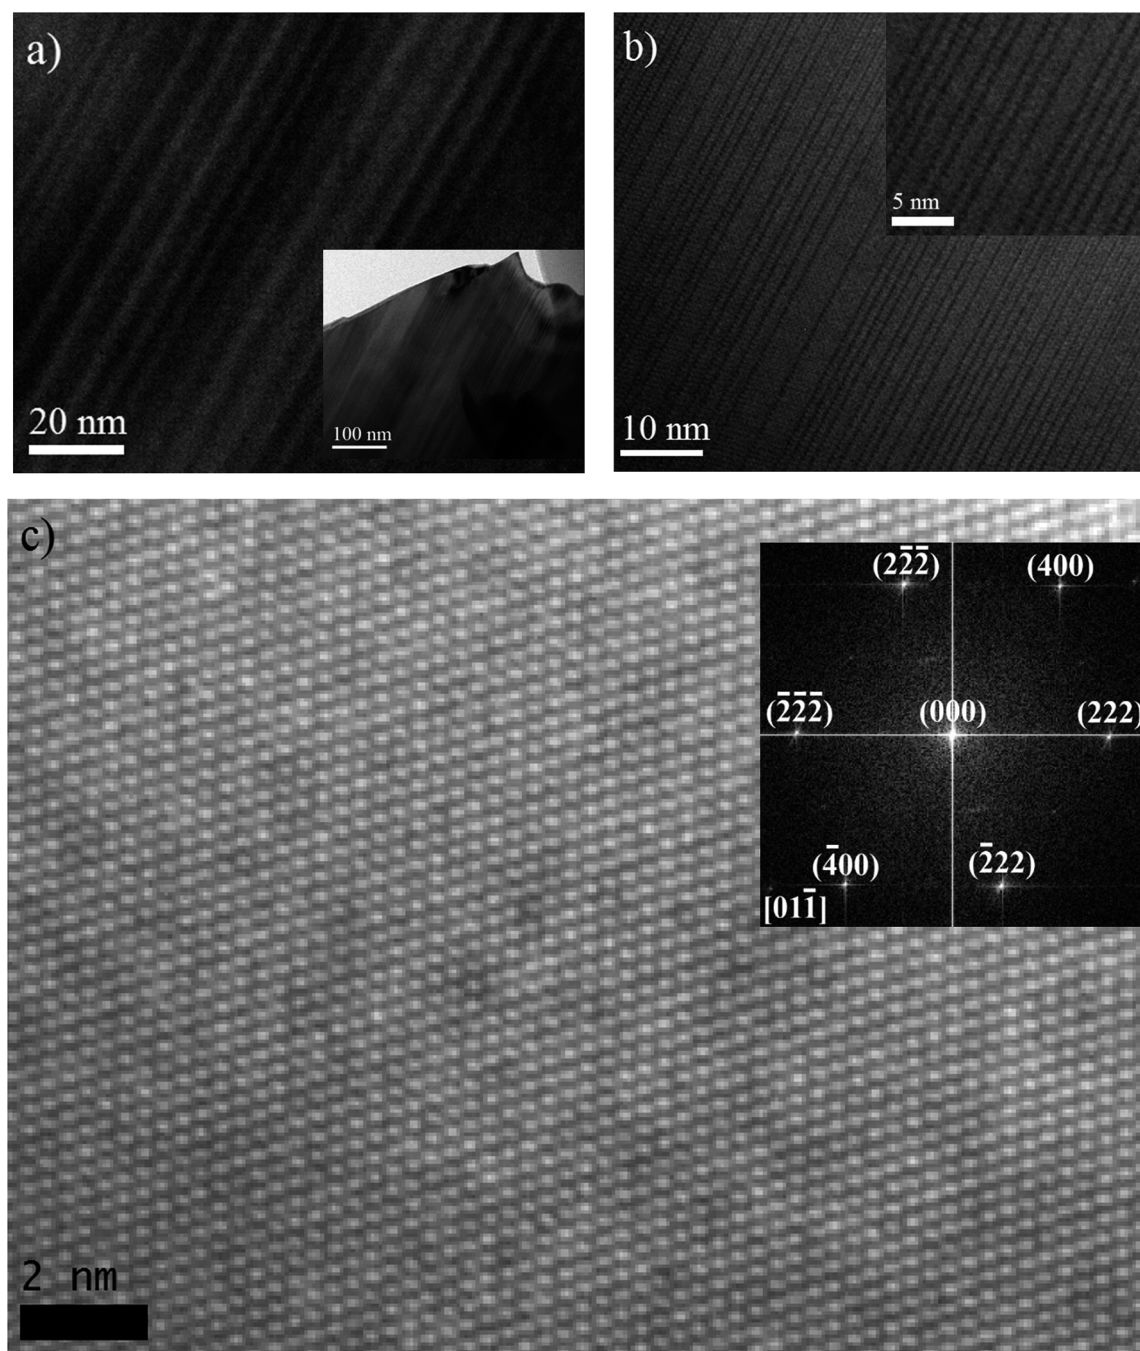 a)
20 nm
100 nm
b)
5 nm
10 nm
c)
(22̅2̅) (400)
(2̅2̅2̅) (000) (222)
(4̅00) (2̅22)
[011̅]
2 nm